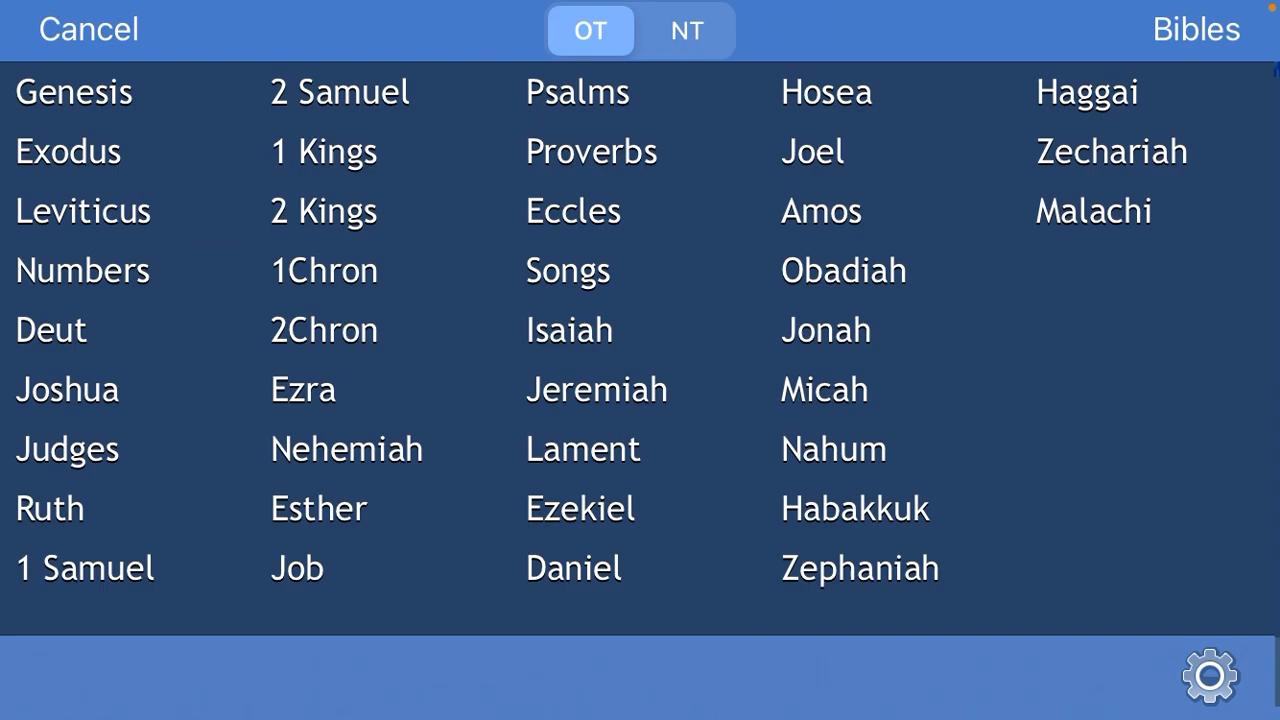 Cancel OT NT Bibles
Genesis 2 Samuel Psalms Hosea Haggai
Exodus 1 Kings Proverbs Joel Zechariah
Leviticus 2 Kings Eccles Amos Malachi
Numbers 1Chron Songs Obadiah
Deut 2Chron Isaiah Jonah
Joshua Ezra Jeremiah Micah
Judges Nehemiah Lament Nahum
Ruth Esther Ezekiel Habakkuk
1 Samuel Job Daniel Zephaniah